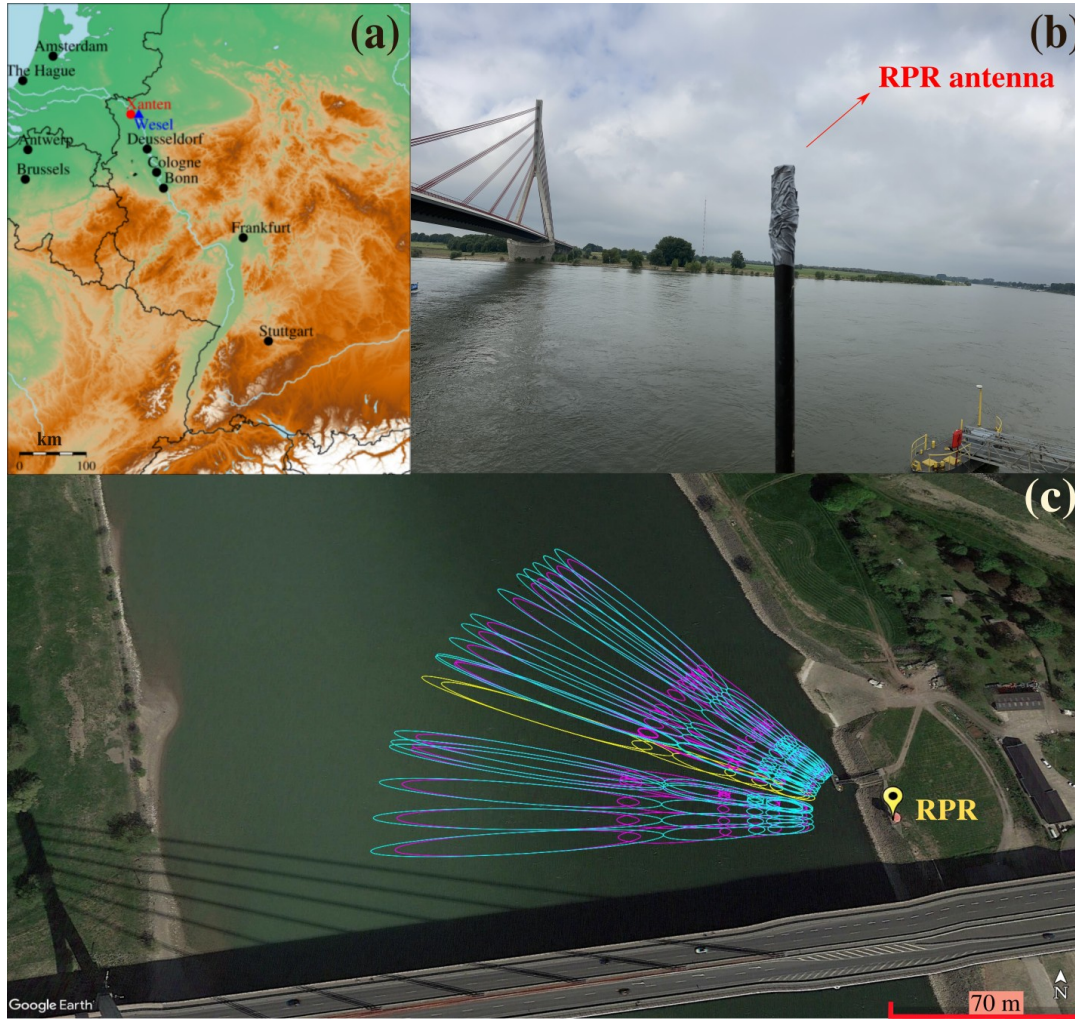 (a)
Amsterdam
The Hague
Xanten
Wesel
Antwerp
Deusseldorf
Cologne
Brussels
Bonn
Frankfurt
Stuttgart
km
0 100
(b)
RPR antenna
(c)
RPR
Google Earth
N
70 m